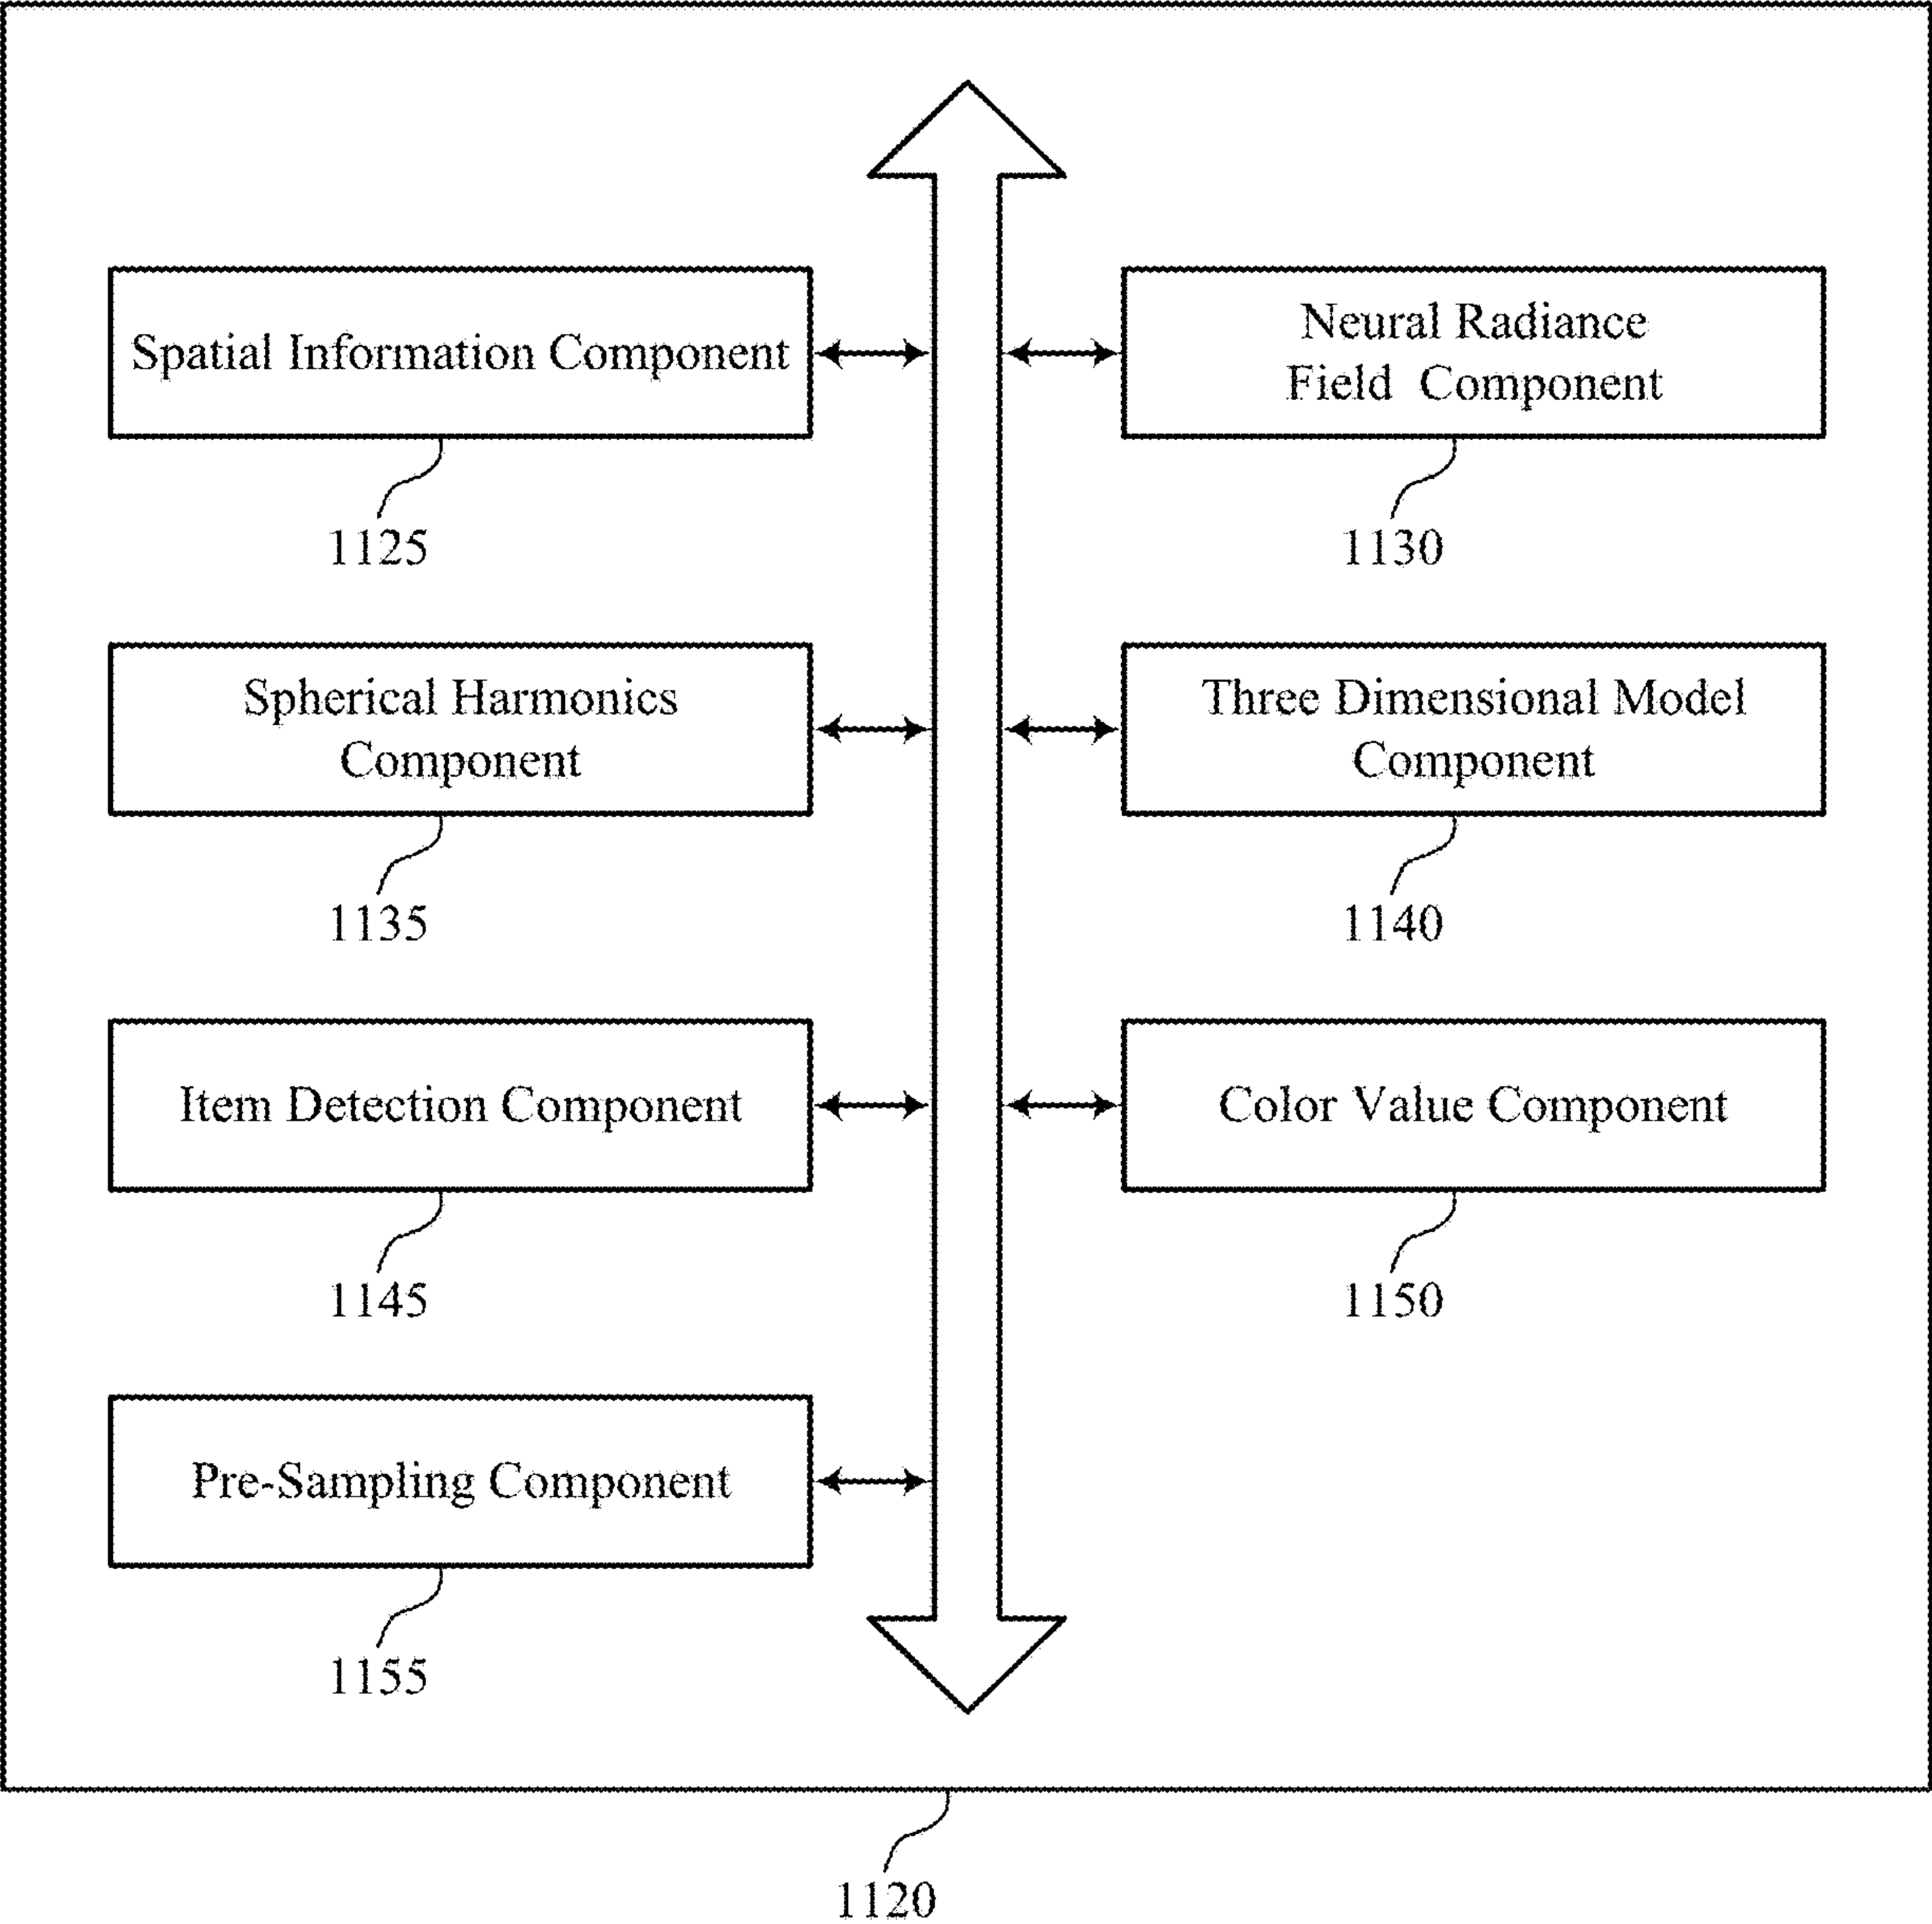 Spatial Information Component
1125
Neural Radiance
Field Component
1130
Spherical Harmonics
Component
1135
Three Dimensional Model
Component
1140
Item Detection Component
1145
Color Value Component
1150
Pre-Sampling Component
1155
1120